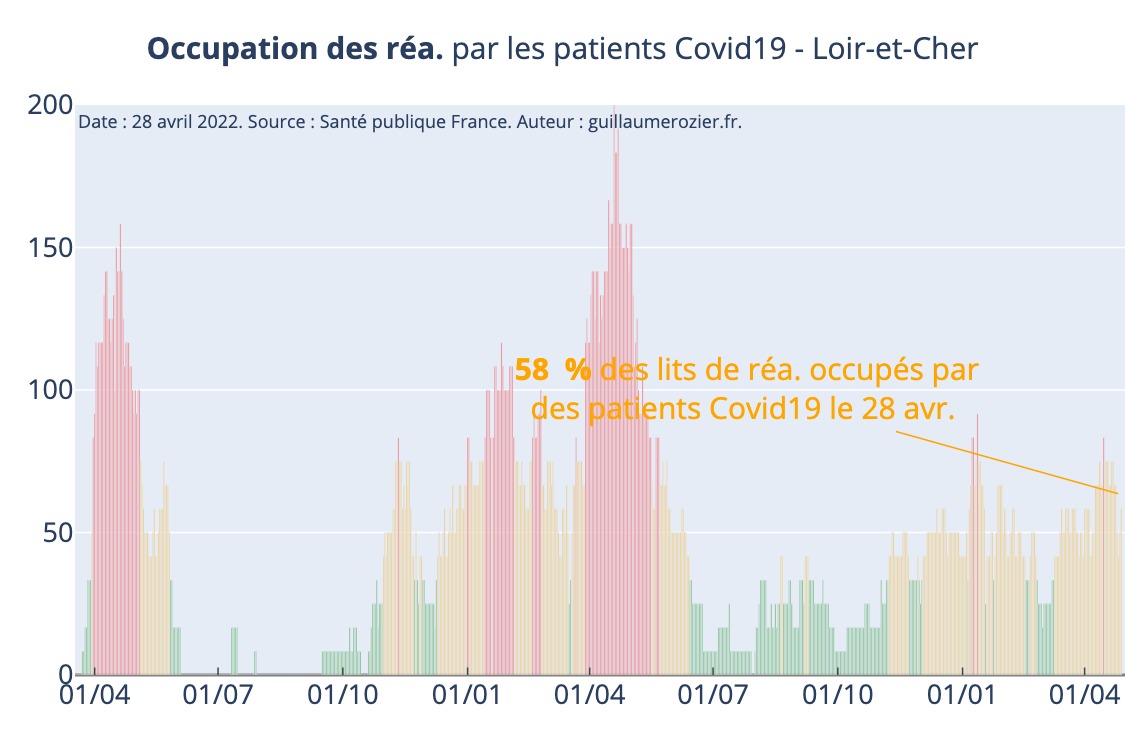 Occupation des réa. par les patients Covid19 - Loir-et-Cher
200
Date : 28 avril 2022. Source : Santé publique France. Auteur : guillaumerozier.fr.
150
58 % des lits de réa. occupés par
100
des patients Covid19 le 28 avr.
50
0
01/04 01/07 01/10 01/01 01/04 01/07 01/10 01/01 01/04